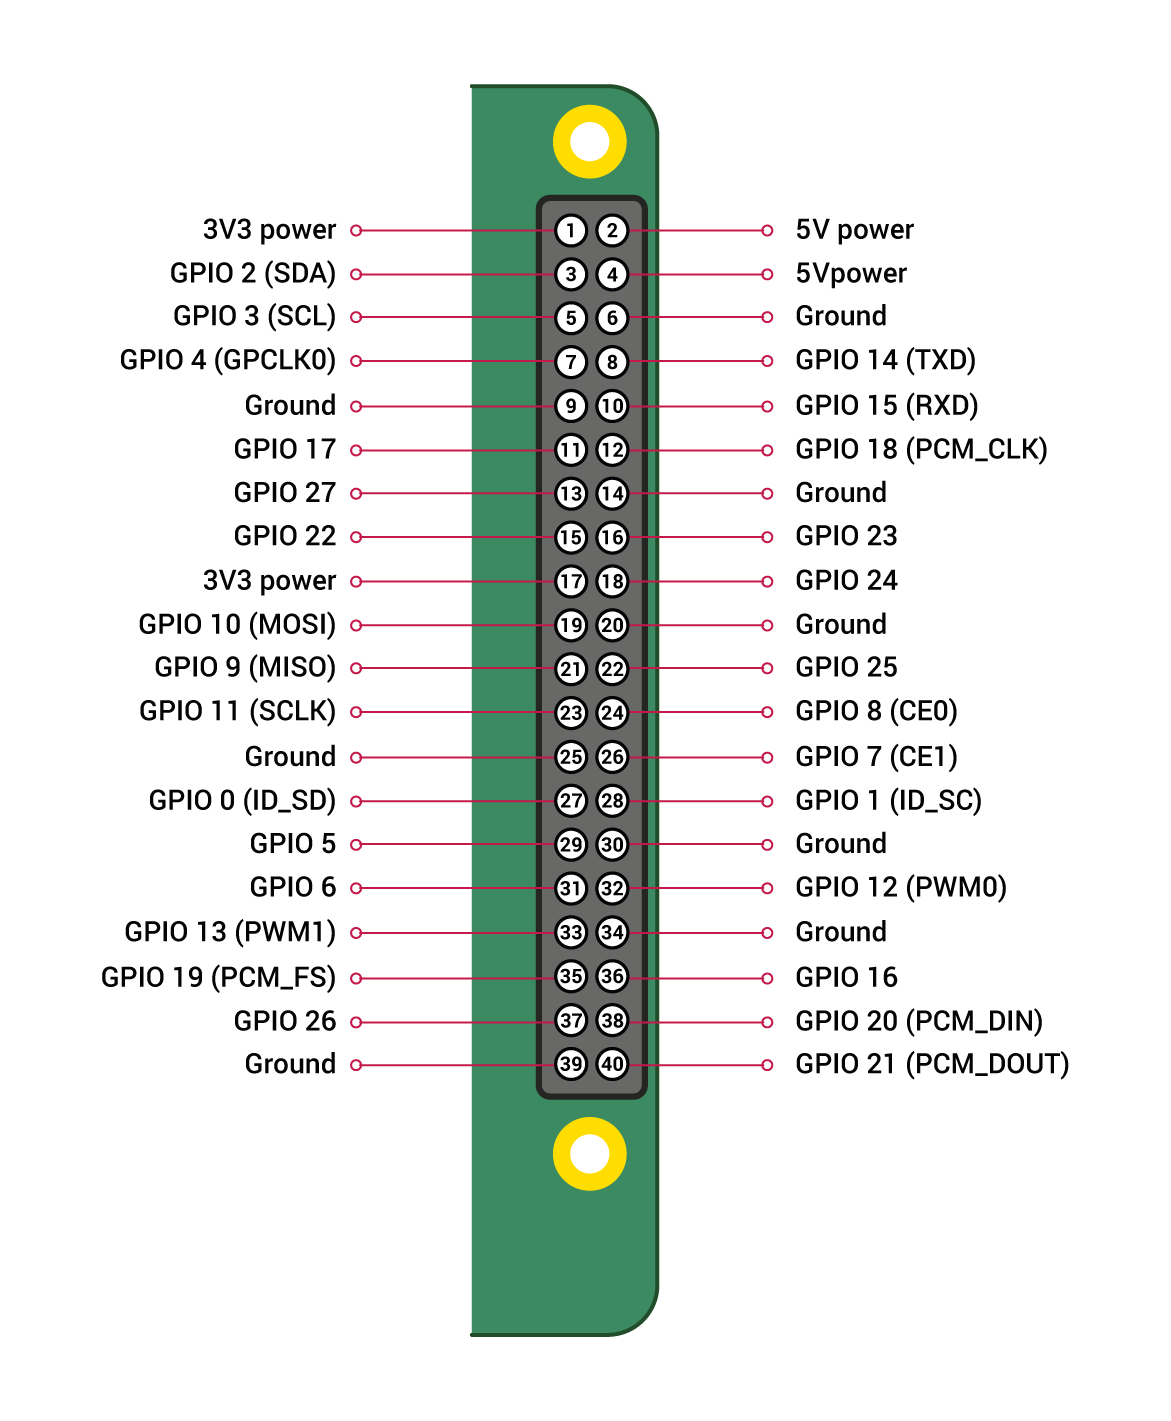 3V3 power 1 2 5V power
GPIO 2 (SDA) 3 4 5Vpower
GPIO 3 (SCL) 5 6 Ground
GPIO 4 (GPCLK0) 7 8 GPIO 14 (TXD)
Ground 9 10 GPIO 15 (RXD)
GPIO 17 11 12 GPIO 18 (PCM_CLK)
GPIO 27 13 14 Ground
GPIO 22 15 16 GPIO 23
3V3 power 17 18 GPIO 24
GPIO 10 (MOSI) 19 20 Ground
GPIO 9 (MISO) 21 22 GPIO 25
GPIO 11 (SCLK) 23 24 GPIO 8 (CE0)
Ground 25 26 GPIO 7 (CE1)
GPIO 0 (ID_SD) 27 28 GPIO 1 (ID_SC)
GPIO 5 29 30 Ground
GPIO 6 31 32 GPIO 12 (PWM0)
GPIO 13 (PWM1) 33 34 Ground
GPIO 19 (PCM_FS) 35 36 GPIO 16
GPIO 26 37 38 GPIO 20 (PCM_DIN)
Ground 39 40 GPIO 21 (PCM_DOUT)